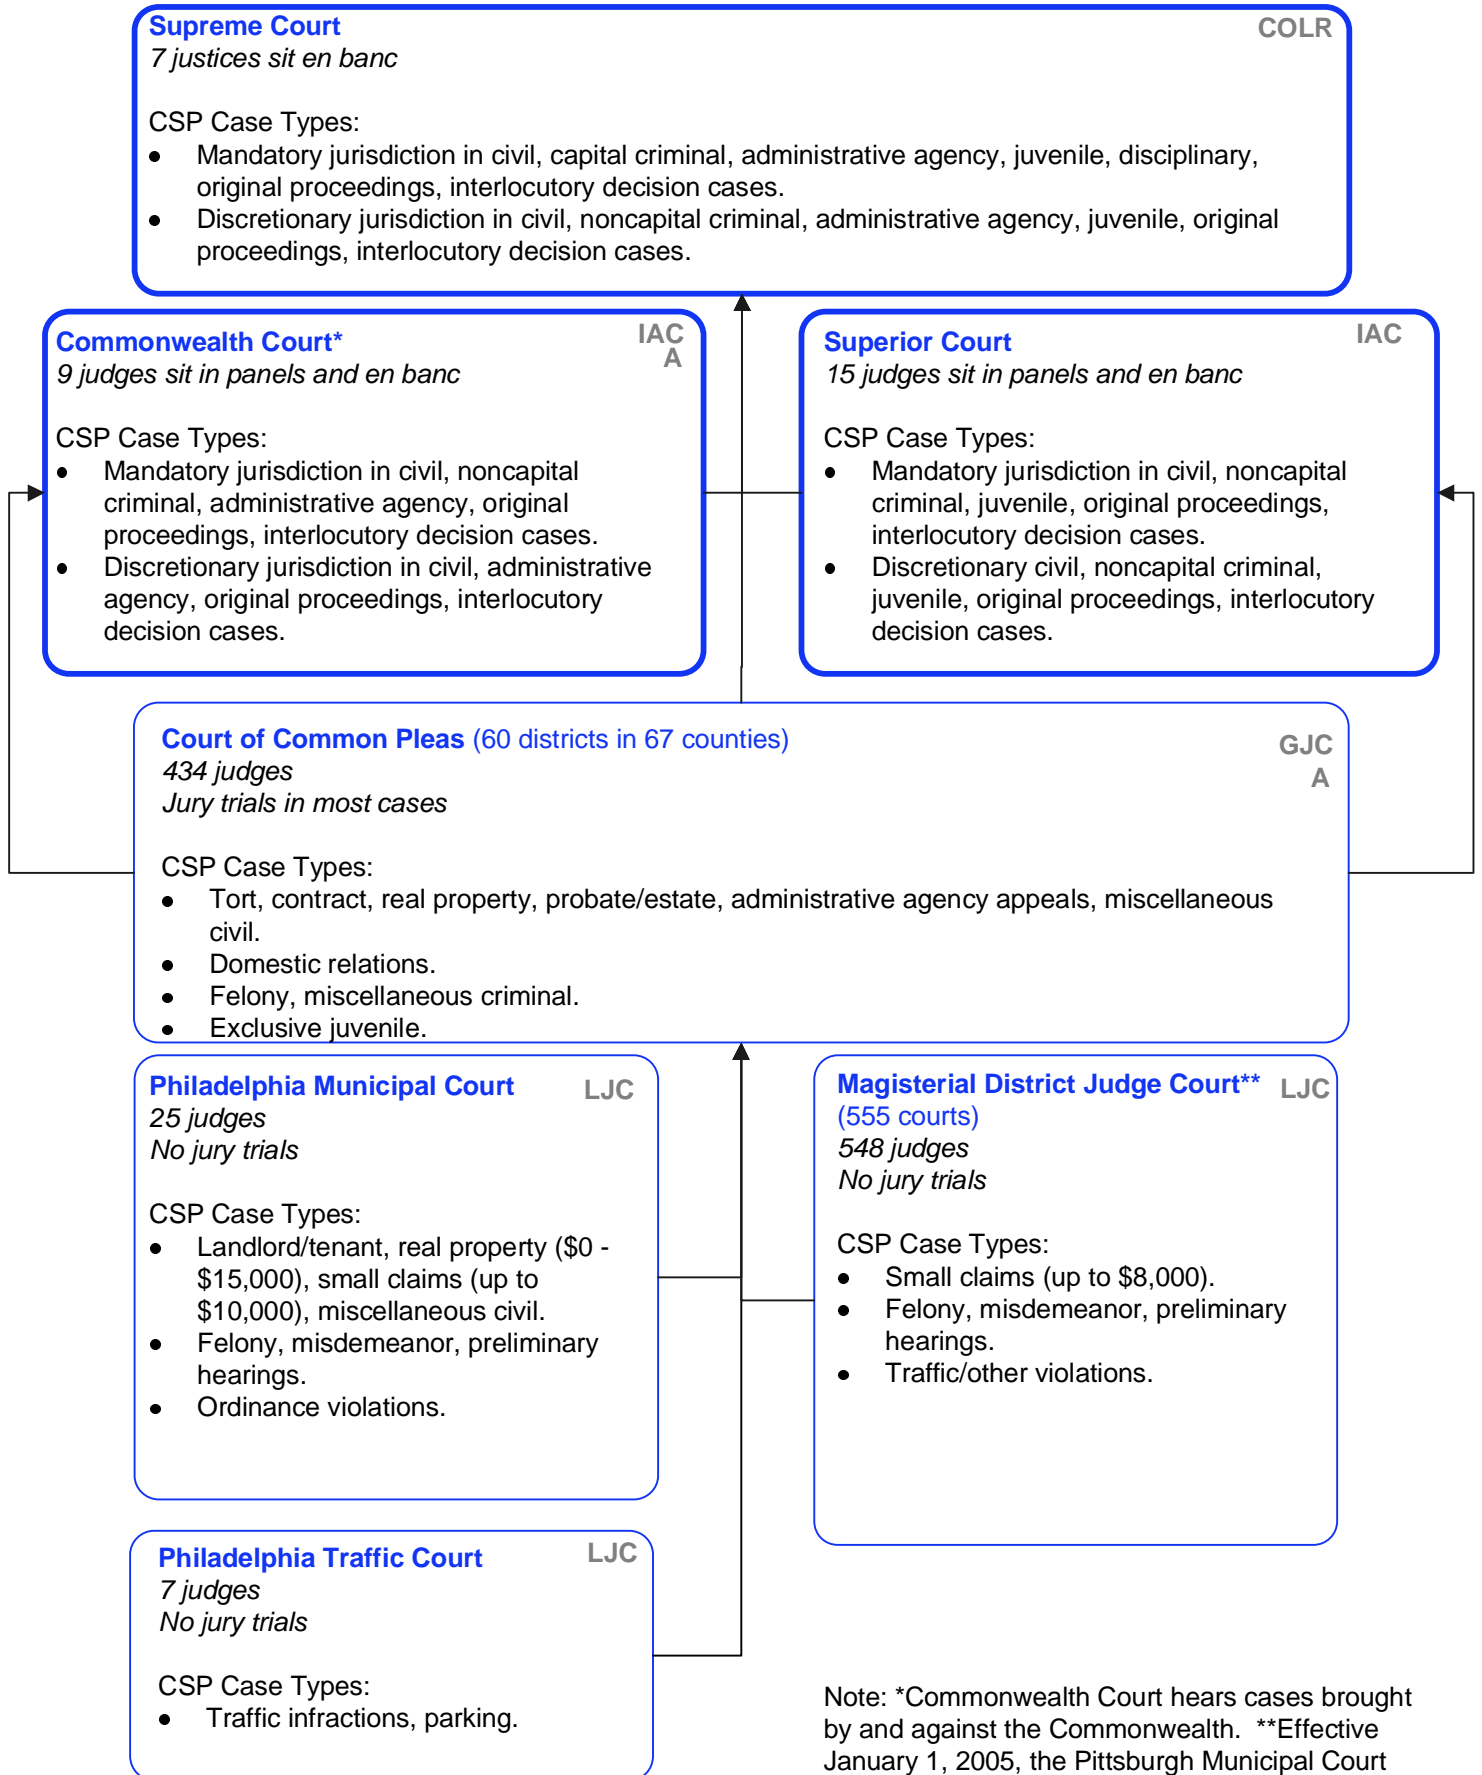 Supreme Court
COLR
7 justices sit en banc
CSP Case Types:
● Mandatory jurisdiction in civil, capital criminal, administrative agency, juvenile, disciplinary,
original proceedings, interlocutory decision cases.
● Discretionary jurisdiction in civil, noncapital criminal, administrative agency, juvenile, original
proceedings, interlocutory decision cases.
Commonwealth Court*
IAC
A
9 judges sit in panels and en banc
CSP Case Types:
● Mandatory jurisdiction in civil, noncapital
criminal, administrative agency, original
proceedings, interlocutory decision cases.
● Discretionary jurisdiction in civil, administrative
agency, original proceedings, interlocutory
decision cases.
Superior Court
IAC
15 judges sit in panels and en banc
CSP Case Types:
● Mandatory jurisdiction in civil, noncapital
criminal, juvenile, original proceedings,
interlocutory decision cases.
● Discretionary civil, noncapital criminal,
juvenile, original proceedings, interlocutory
decision cases.
Court of Common Pleas (60 districts in 67 counties)
GJC
A
434 judges
Jury trials in most cases
CSP Case Types:
● Tort, contract, real property, probate/estate, administrative agency appeals, miscellaneous
civil.
● Domestic relations.
● Felony, miscellaneous criminal.
● Exclusive juvenile.
Philadelphia Municipal Court
LJC
25 judges
No jury trials
CSP Case Types:
● Landlord/tenant, real property ($0 -
$15,000), small claims (up to
$10,000), miscellaneous civil.
● Felony, misdemeanor, preliminary
hearings.
● Ordinance violations.
Magisterial District Judge Court**
LJC
(555 courts)
548 judges
No jury trials
CSP Case Types:
● Small claims (up to $8,000).
● Felony, misdemeanor, preliminary
hearings.
● Traffic/other violations.
Philadelphia Traffic Court
LJC
7 judges
No jury trials
CSP Case Types:
● Traffic infractions, parking.
Note: *Commonwealth Court hears cases brought
by and against the Commonwealth. **Effective
January 1, 2005, the Pittsburgh Municipal Court